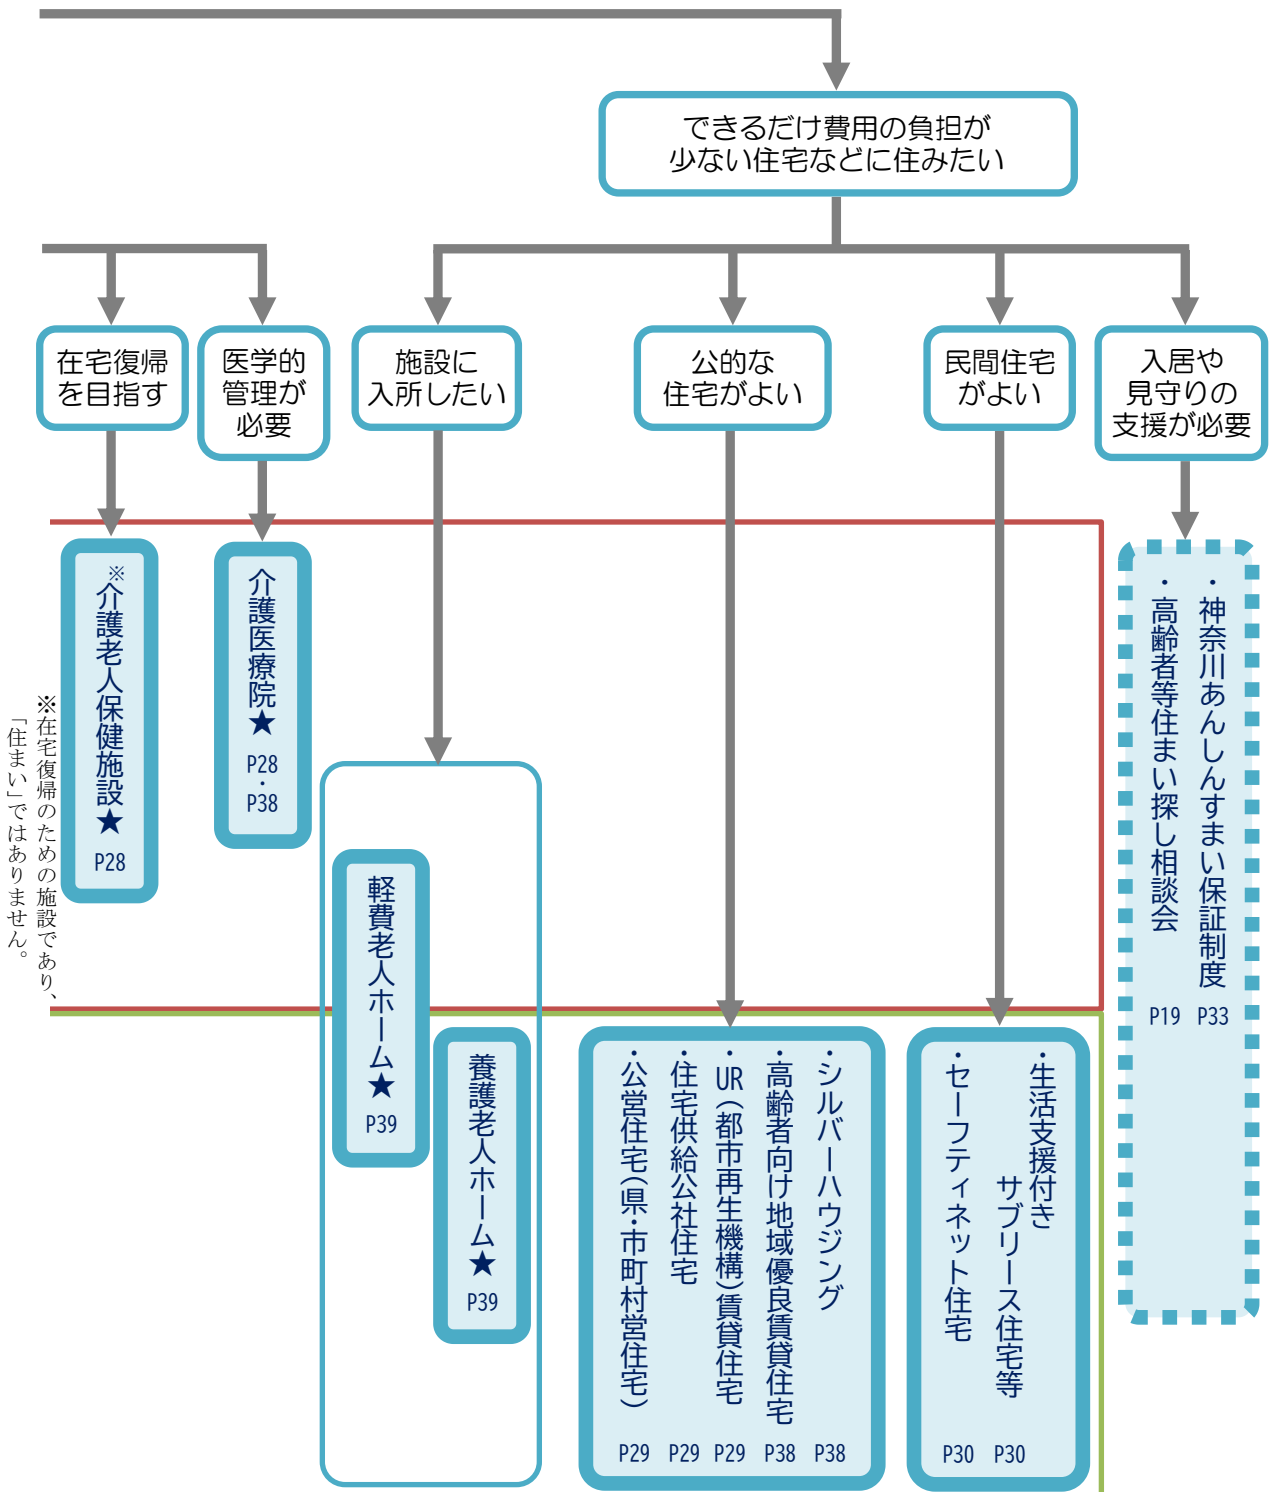 できるだけ費用の負担が
少ない住宅などに住みたい
在宅復帰
を目指す
医学的
管理が
必要
施設に
入所したい
公的な
住宅がよい
民間住宅
がよい
入居や
見守りの
支援が必要
・神奈川あんしんすまい保証制度 P33
・高齢者等住まい探し相談会 P19
※介護老人保健施設★ P28
※在宅復帰のための施設であり、
「住まい」ではありません。
介護医療院★ P28・P38
軽費老人ホーム★ P39
養護老人ホーム★ P39
・シルバーハウジング P38
・高齢者向け地域優良賃貸住宅 P38
・UR(都市再生機構)賃貸住宅 P29
・住宅供給公社住宅 P29
・公営住宅(県・市町村営住宅) P29
・生活支援付き
サブリース住宅等 P30
・セーフティネット住宅 P30